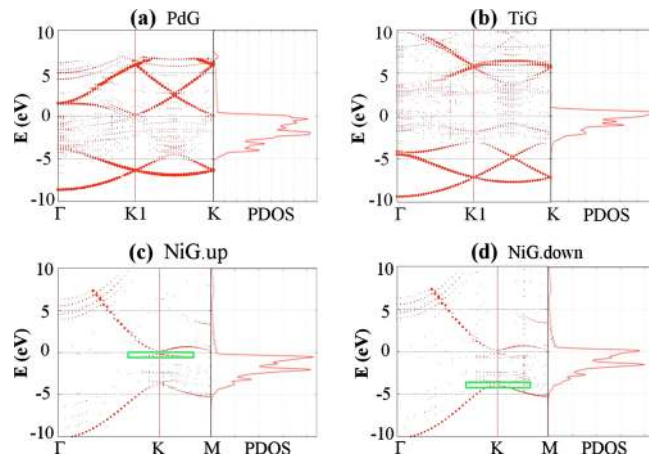 (a) PdG
(b) TiG
10
5
0
-5
-10
E (eV)
Γ K1 K PDOS
10
5
0
-5
-10
E (eV)
Γ K1 K PDOS
(c) NiG.up
(d) NiG.down
10
5
0
-5
-10
E (eV)
Γ K M PDOS
10
5
0
-5
-10
E (eV)
Γ K M PDOS